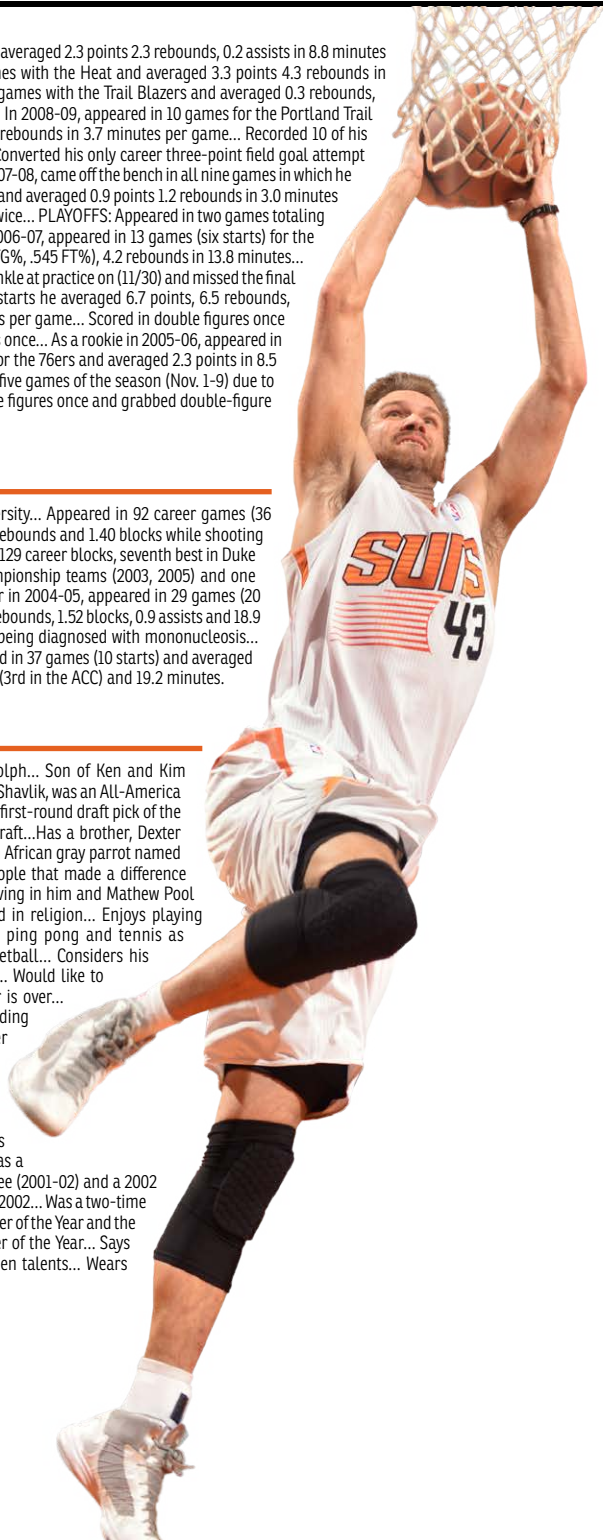 averaged 2.3 points 2.3 rebounds, 0.2 assists in 8.8 minutes
es with the Heat and averaged 3.3 points 4.3 rebounds in
games with the Trail Blazers and averaged 0.3 rebounds,
In 2008-09, appeared in 10 games for the Portland Trail
rebounds in 3.7 minutes per game... Recorded 10 of his
Converted his only career three-point field goal attempt
07-08, came off the bench in all nine games in which he
and averaged 0.9 points 1.2 rebounds in 3.0 minutes
wice... PLAYOFFS: Appeared in two games totaling
006-07, appeared in 13 games (six starts) for the
FG%, .545 FT%), 4.2 rebounds in 13.8 minutes...
nkle at practice on (11/30) and missed the final
starts he averaged 6.7 points, 6.5 rebounds,
s per game... Scored in double figures once
s once... As a rookie in 2005-06, appeared in
or the 76ers and averaged 2.3 points in 8.5
five games of the season (Nov. 1-9) due to
e figures once and grabbed double-figure
rsity... Appeared in 92 career games (36
rebounds and 1.40 blocks while shooting
129 career blocks, seventh best in Duke
mpionship teams (2003, 2005) and one
r in 2004-05, appeared in 29 games (20
ebounds, 1.52 blocks, 0.9 assists and 18.9
being diagnosed with mononucleosis...
d in 37 games (10 starts) and averaged
(3rd in the ACC) and 19.2 minutes.
olph... Son of Ken and Kim
Shavlik, was an All-America
first-round draft pick of the
raft...Has a brother, Dexter
African gray parrot named
ople that made a difference
ving in him and Mathew Pool
d in religion... Enjoys playing
ping pong and tennis as
etball... Considers his
... Would like to
r is over...
ding
er
s
as a
ee (2001-02) and a 2002
2002... Was a two-time
er of the Year and the
er of the Year... Says
en talents... Wears
SUNS
43